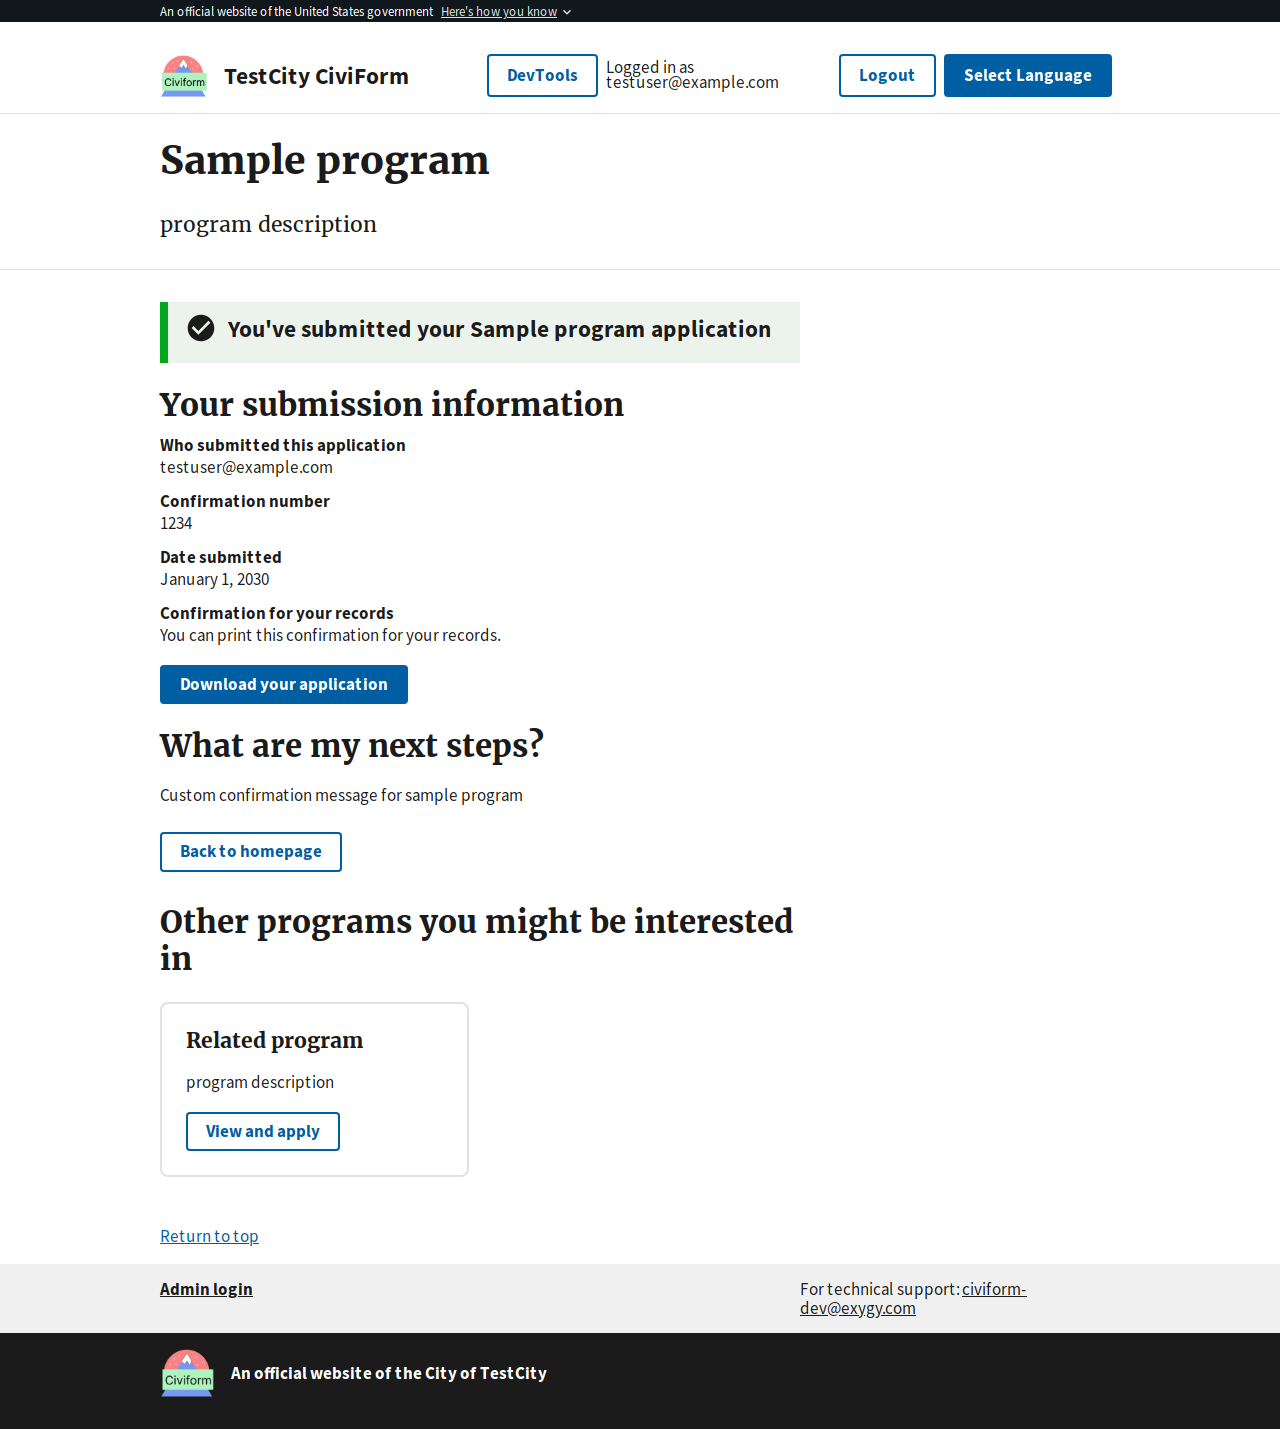 An official website of the United States government Here's how you know
Civiform
TestCity CiviForm
DevTools
Logged in as
testuser@example.com
Logout
Select Language
Sample program
program description
You've submitted your Sample program application
Your submission information
Who submitted this application
testuser@example.com
Confirmation number
1234
Date submitted
January 1, 2030
Confirmation for your records
You can print this confirmation for your records.
Download your application
What are my next steps?
Custom confirmation message for sample program
Back to homepage
Other programs you might be interested
in
Related program
program description
View and apply
Return to top
Admin login
For technical support: civiform-
dev@exygy.com
Civiform
An official website of the City of TestCity